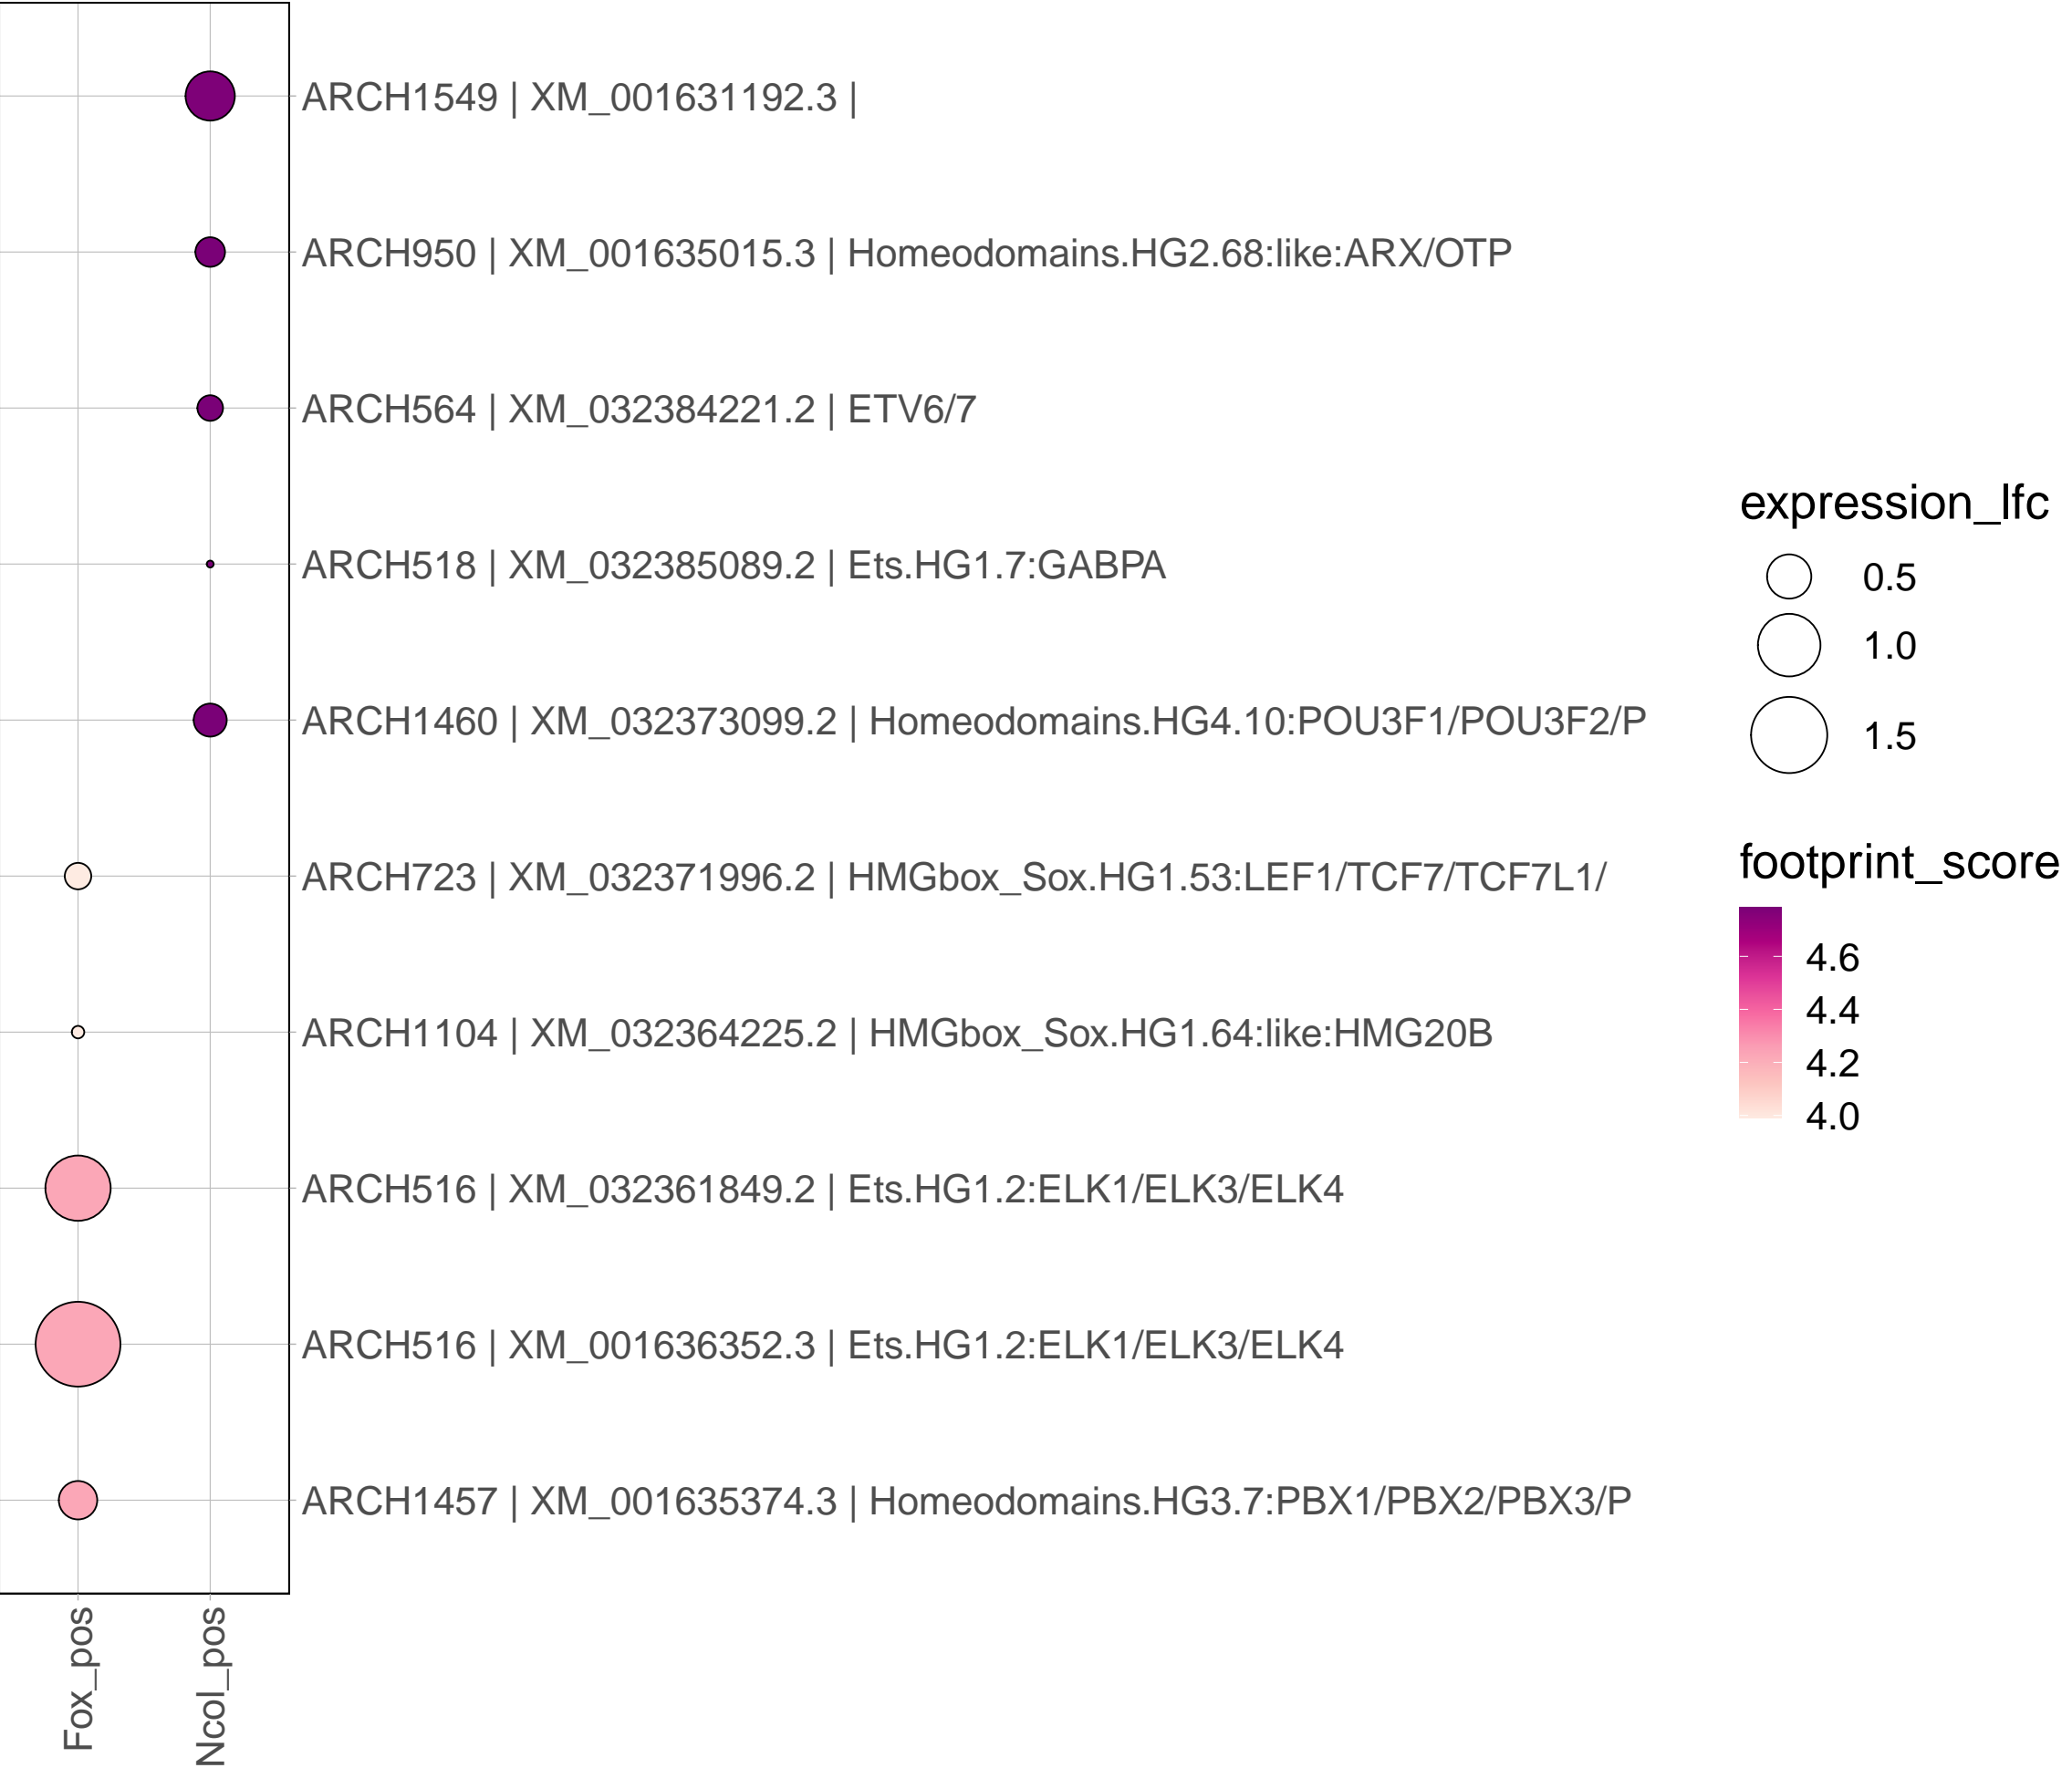 ARCH1549 | XM_001631192.3 |
ARCH950 | XM_001635015.3 | Homeodomains.HG2.68:like:ARX/OTP
ARCH564 | XM_032384221.2 | ETV6/7
ARCH518 | XM_032385089.2 | Ets.HG1.7:GABPA
ARCH1460 | XM_032373099.2 | Homeodomains.HG4.10:POU3F1/POU3F2/P
ARCH723 | XM_032371996.2 | HMGbox_Sox.HG1.53:LEF1/TCF7/TCF7L1/
ARCH1104 | XM_032364225.2 | HMGbox_Sox.HG1.64:like:HMG20B
ARCH516 | XM_032361849.2 | Ets.HG1.2:ELK1/ELK3/ELK4
ARCH516 | XM_001636352.3 | Ets.HG1.2:ELK1/ELK3/ELK4
ARCH1457 | XM_001635374.3 | Homeodomains.HG3.7:PBX1/PBX2/PBX3/P
Fox_pos
Ncol_pos
expression_lfc
0.5
1.0
1.5
footprint_score
4.6
4.4
4.2
4.0